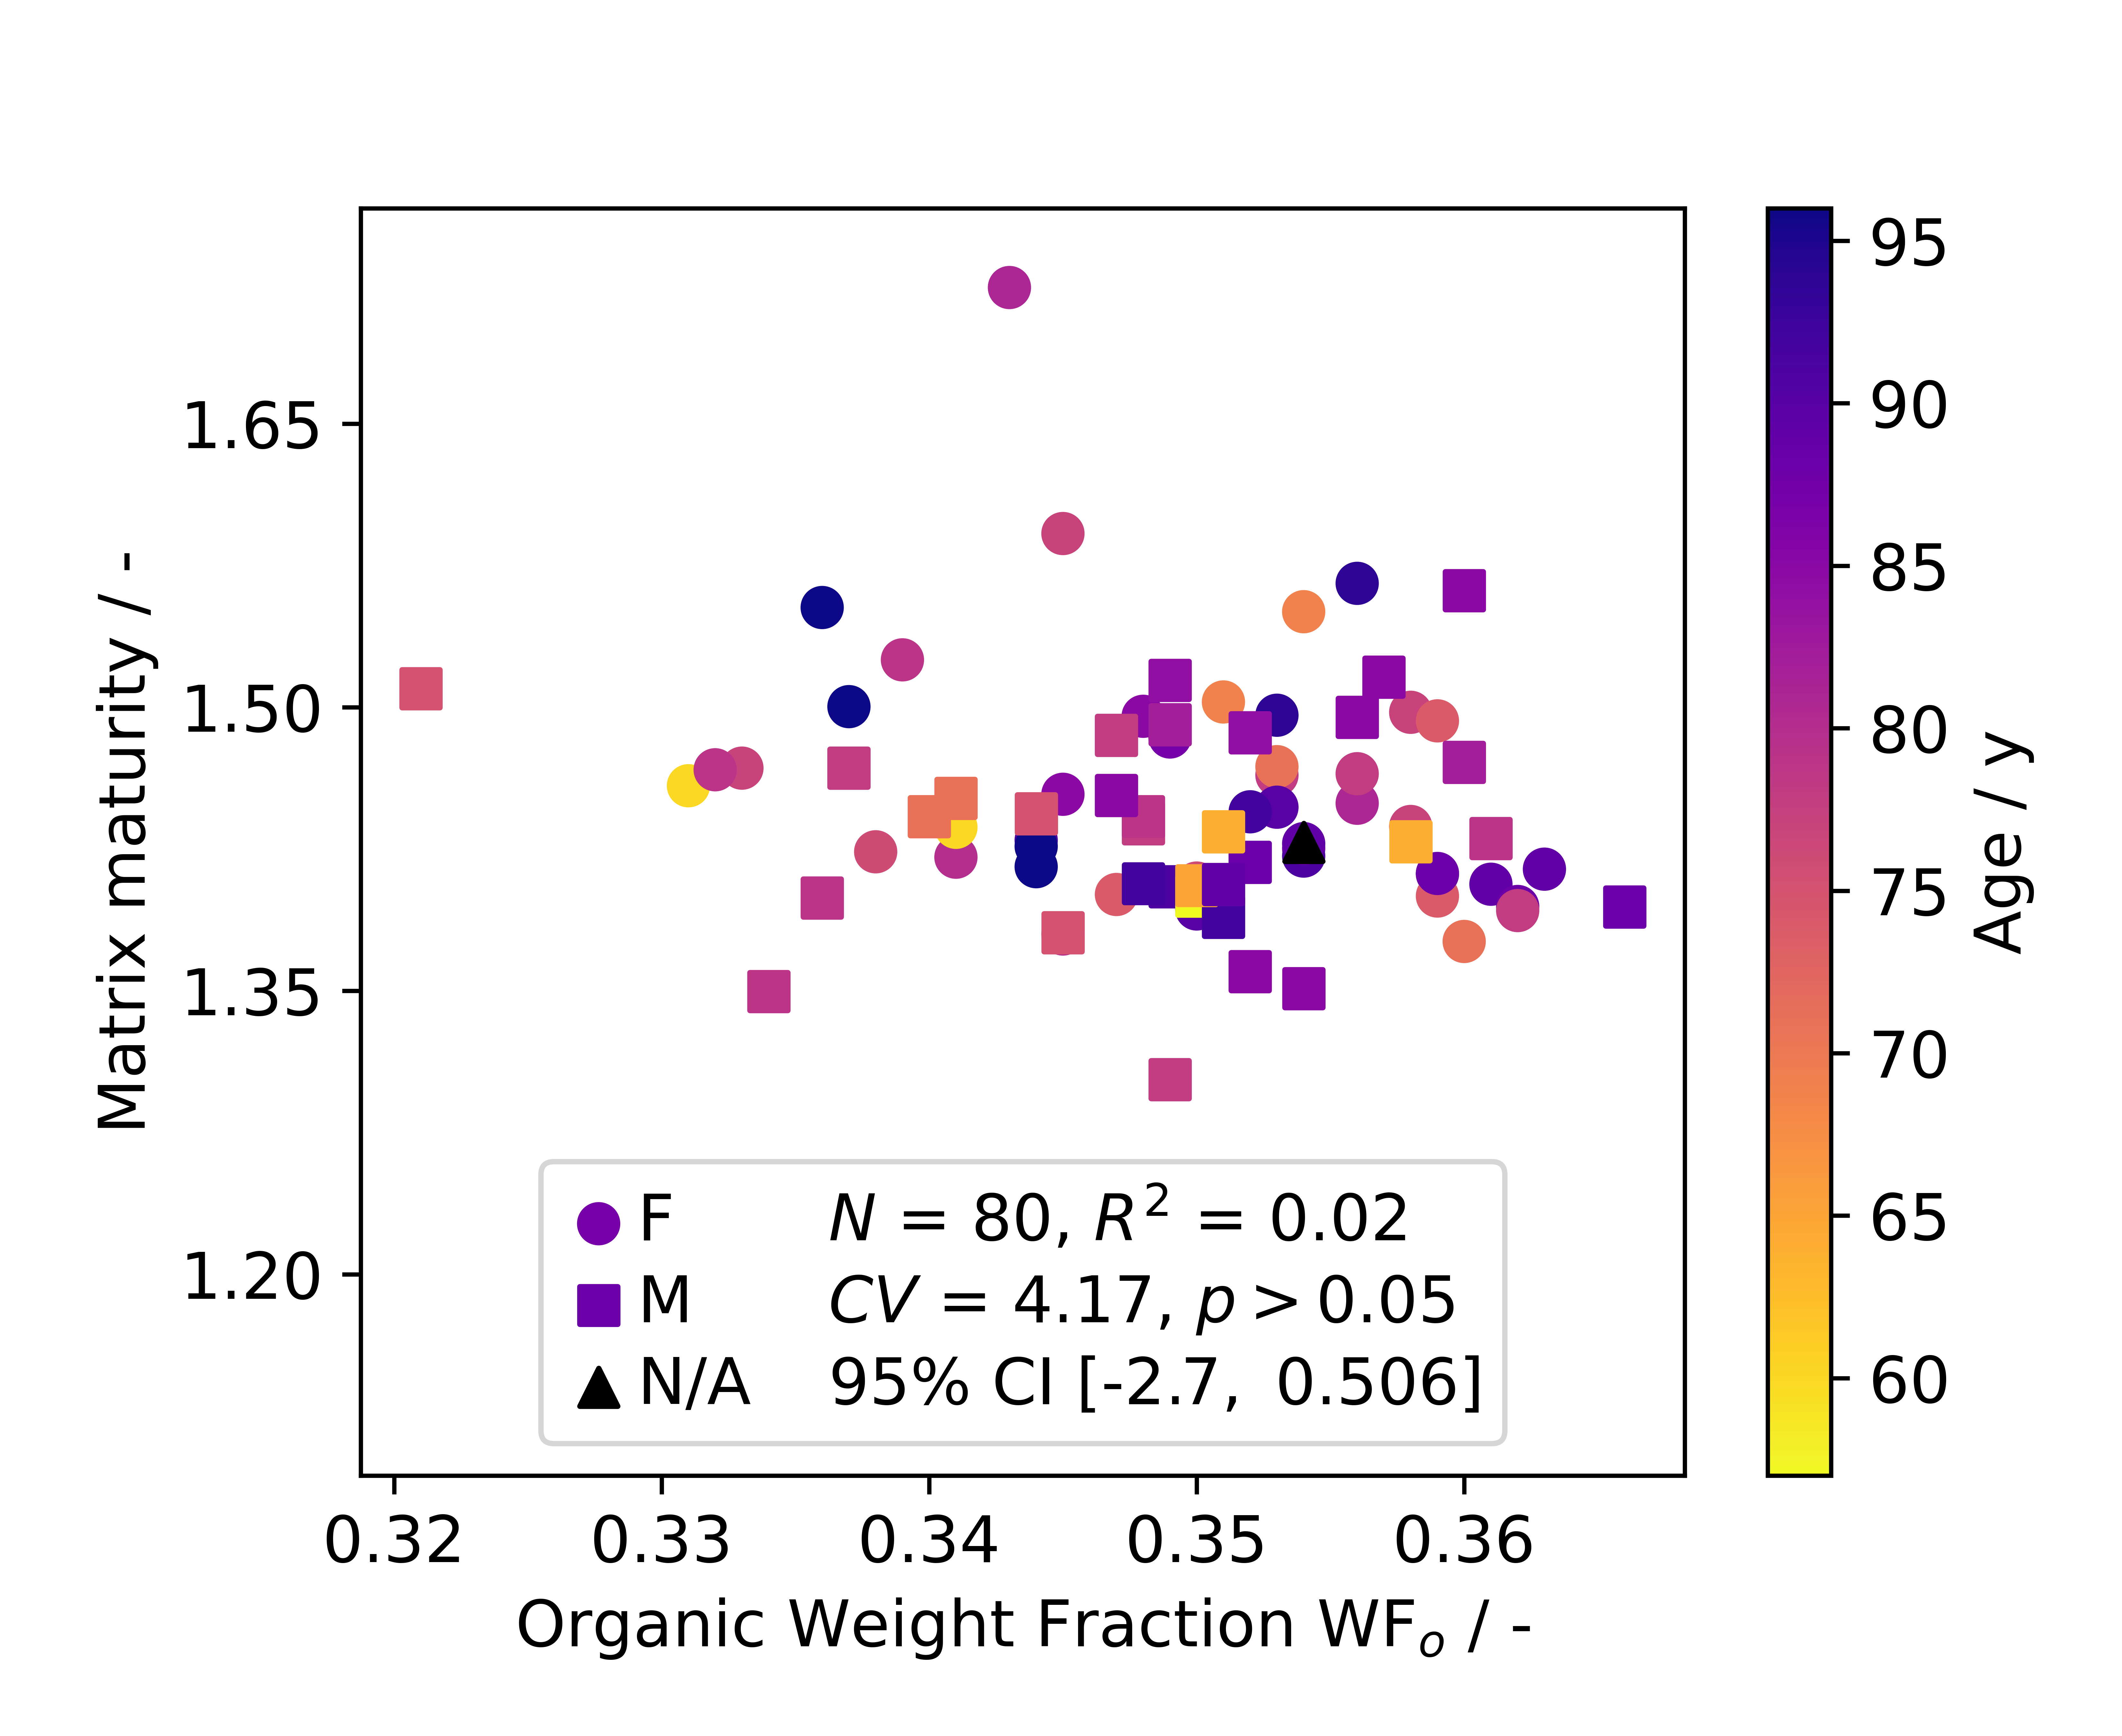 1.65
1.50
1.35
1.20
Matrix maturity / -
0.32 0.33 0.34 0.35 0.36
Organic Weight Fraction WFₒ / -
F N = 80, R² = 0.02
M CV = 4.17, p > 0.05
N/A 95% CI [-2.7, 0.506]
95
90
85
80
75
70
65
60
Age / y